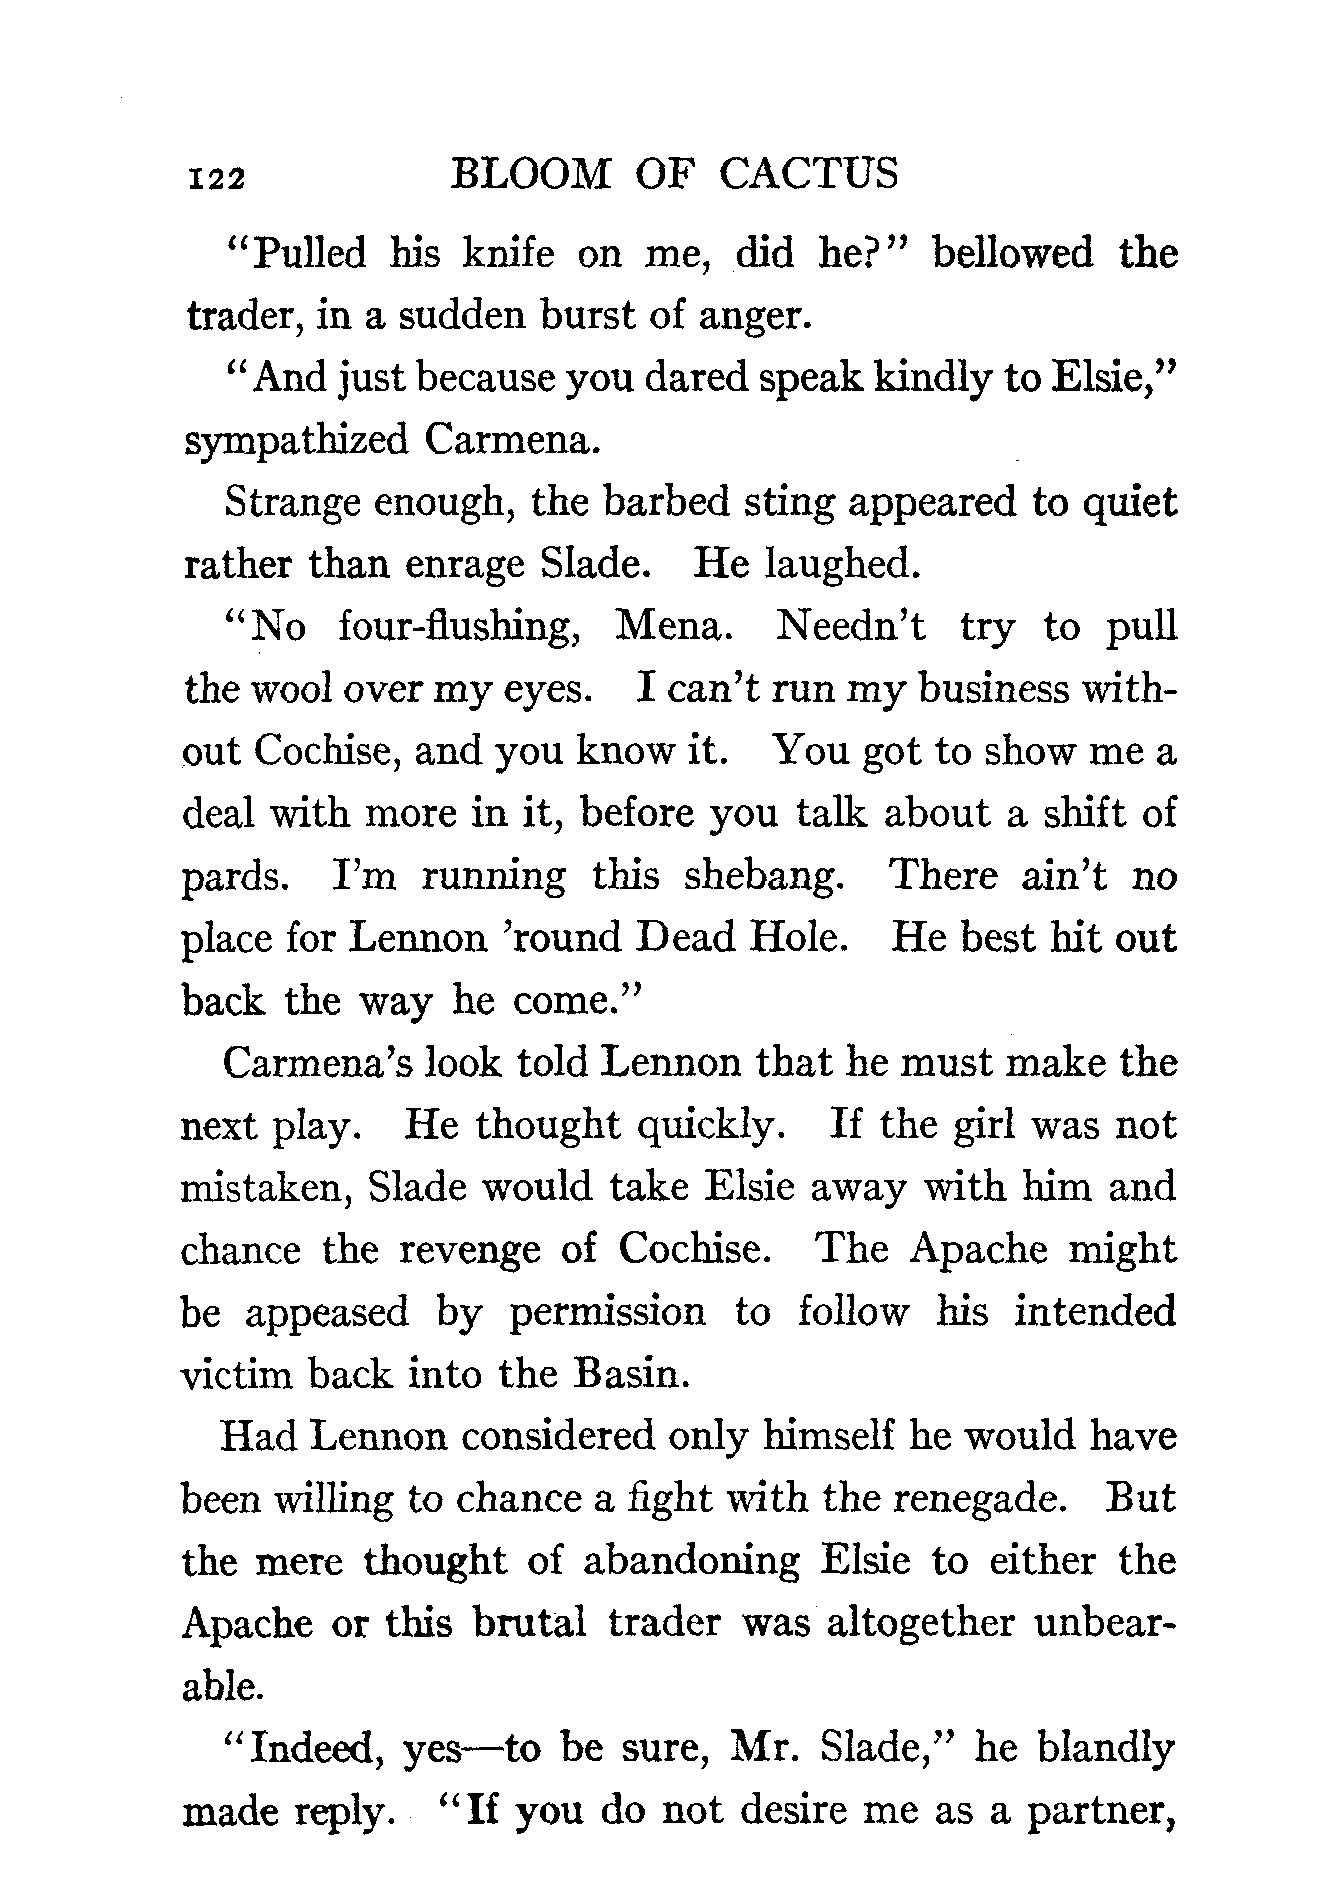 122 BLOOM OF CACTUS
“Pulled his knife on me, did he?” bellowed the
trader, in a sudden burst of anger.
“And just because you dared speak kindly to Elsie,”
sympathized Carmena.
Strange enough, the barbed sting appeared to quiet
rather than enrage Slade. He laughed.
“No four-flushing, Mena. Needn’t try to pull
the wool over my eyes. I can’t run my business with-
out Cochise, and you know it. You got to show me a
deal with more in it, before you talk about a shift of
pards. I’m running this shebang. There ain’t no
place for Lennon ’round Dead Hole. He best hit out
back the way he come.”
Carmena’s look told Lennon that he must make the
next play. He thought quickly. If the girl was not
mistaken, Slade would take Elsie away with him and
chance the revenge of Cochise. The Apache might
be appeased by permission to follow his intended
victim back into the Basin.
Had Lennon considered only himself he would have
been willing to chance a fight with the renegade. But
the mere thought of abandoning Elsie to either the
Apache or this brutal trader was altogether unbear-
able.
“Indeed, yes—to be sure, Mr. Slade,” he blandly
made reply. “If you do not desire me as a partner,